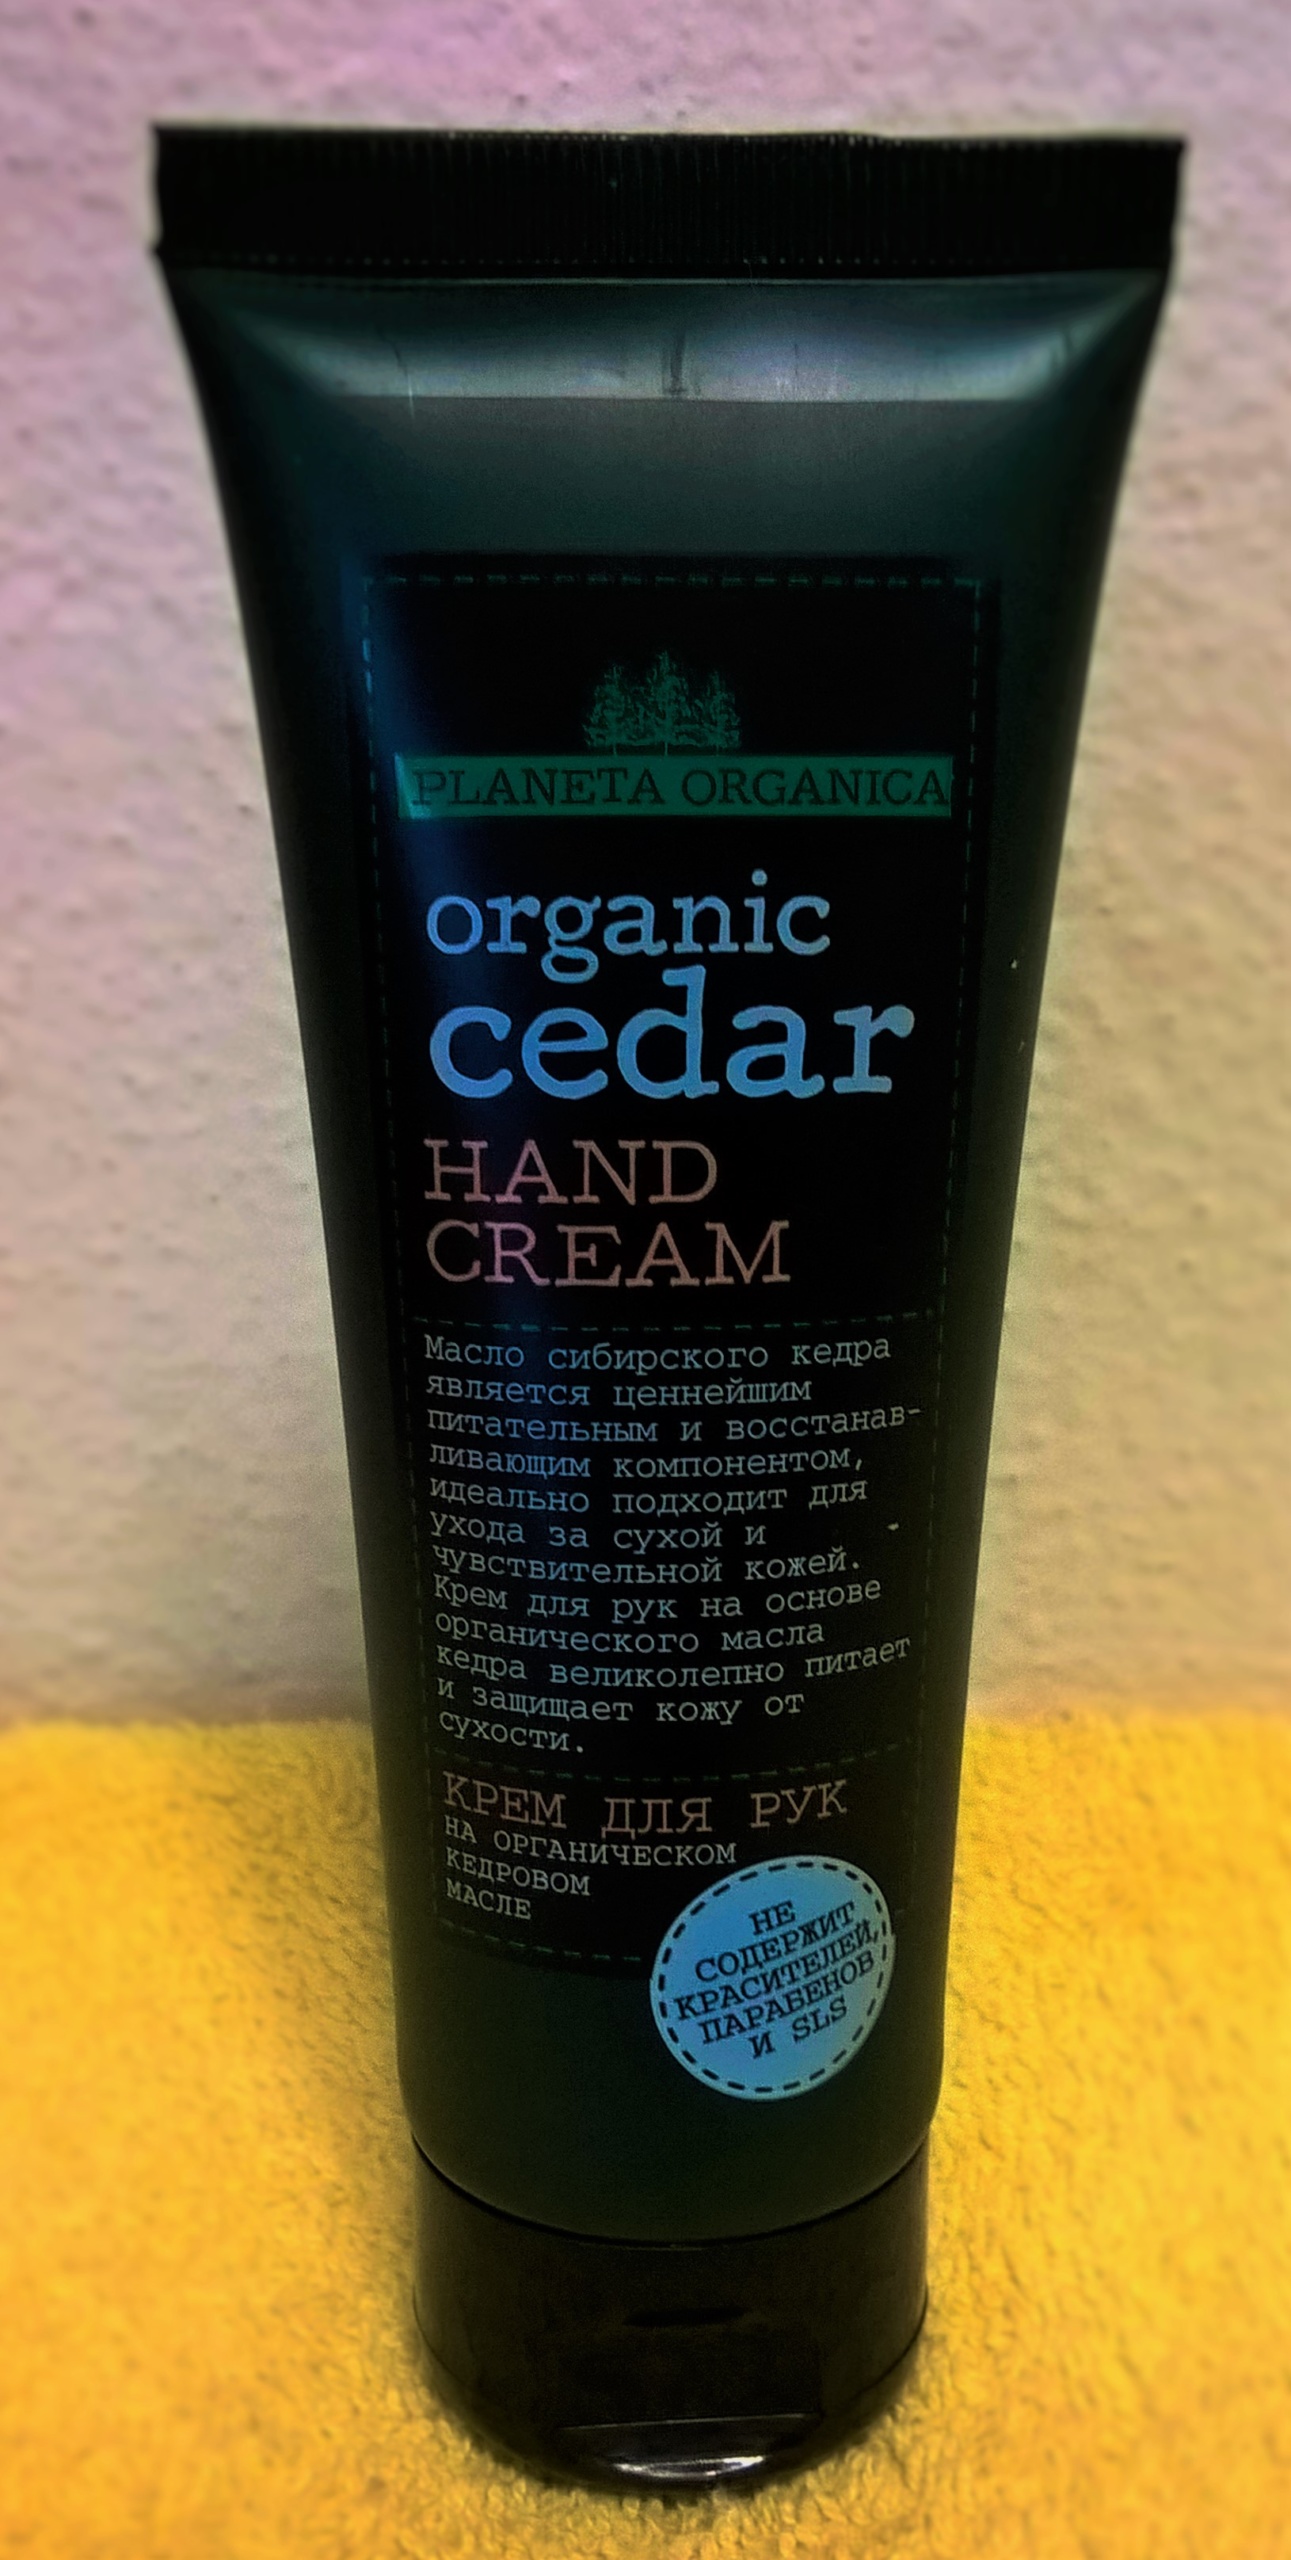 PLANETA ORGANICA
organic
cedar
HAND
CREAM
Масло сибирского кедра
является ценнейшим
питательным и восстанав-
ливающим компонентом,
идеально подходит для
ухода за сухой и
чувствительной кожей.
Крем для рук на основе
органического масла
кедра великолепно питает
и защищает кожу от
сухости.
КРЕМ ДЛЯ РУК
НА ОРГАНИЧЕСКОМ
КЕДРОВОМ
МАСЛЕ
НЕ
СОДЕРЖИТ
КРАСИТЕЛЕЙ,
ПАРАБЕНОВ
И SLS